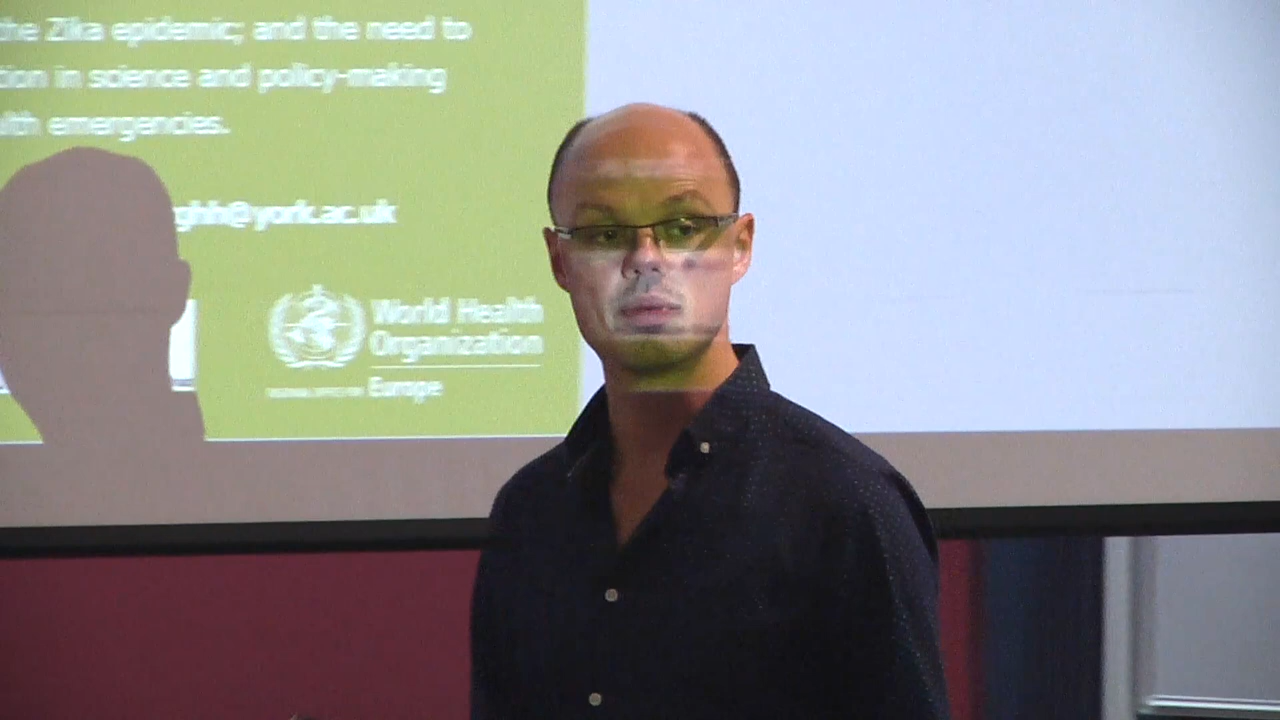 the Zika epidemic; and the need to
tion in science and policy-making
lth emergencies.
ghh@york.ac.uk
World Health
Organization
Europe